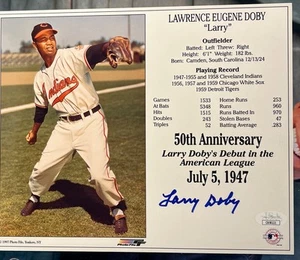 LAWRENCE EUGENE DOBY
"Larry"
Outfielder
Batted: Left Throw: Right
Height: 6'1" Weight: 182 lbs.
Born: Camden, South Carolina 12/13/24
Playing Record
1947-1955 and 1958 Cleveland Indians
1956, 1957 and 1959 Chicago White Sox
1959 Detroit Tigers
Games 1533 Home Runs 253
At Bats 5348 Runs 960
Hits 1515 Runs Batted In 970
Doubles 243 Stolen Bases 47
Triples 52 Batting Average .283
50th Anniversary
Larry Doby's Debut in the
American League
July 5, 1947
Larry Doby